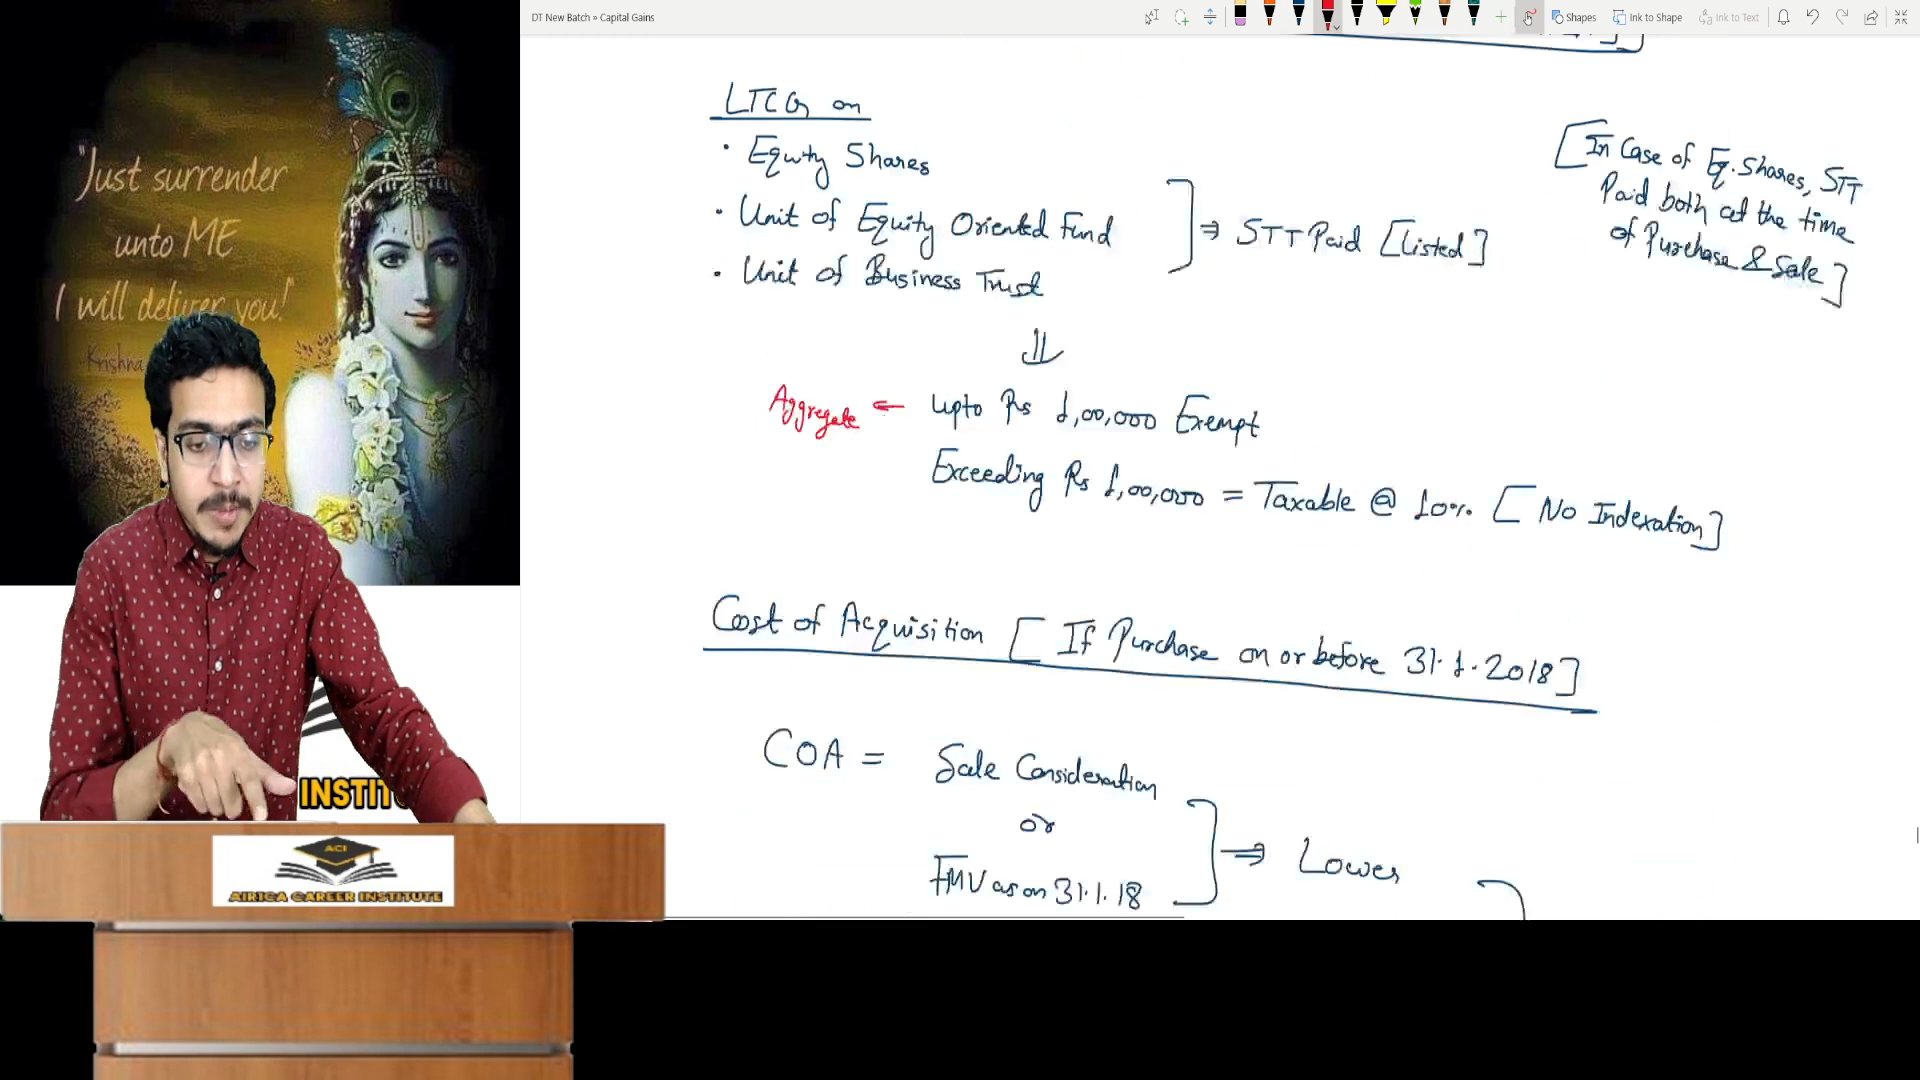 DT New Batch » Capital Gains
Shapes
Ink to Shape
Ink to Text
"Just surrender
unto ME
I will deliver you!"
Krishna
LTCG on
• Equity Shares
• Unit of Equity Oriented Fund
• Unit of Business Trust
⇒ STT Paid [Listed]
[In Case of Eq. Shares, STT
Paid both at the time
of Purchase & Sale]
Aggregate ← upto Rs 1,00,000 Exempt
Exceeding Rs 1,00,000 = Taxable @ 10% [No Indexation]
Cost of Acquisition [If Purchase on or before 31.1.2018]
COA = Sale Consideration
or
FMV as on 31.1.18
⇒ Lower
INSTIT
ACI
AIRICA CAREER INSTITUTE